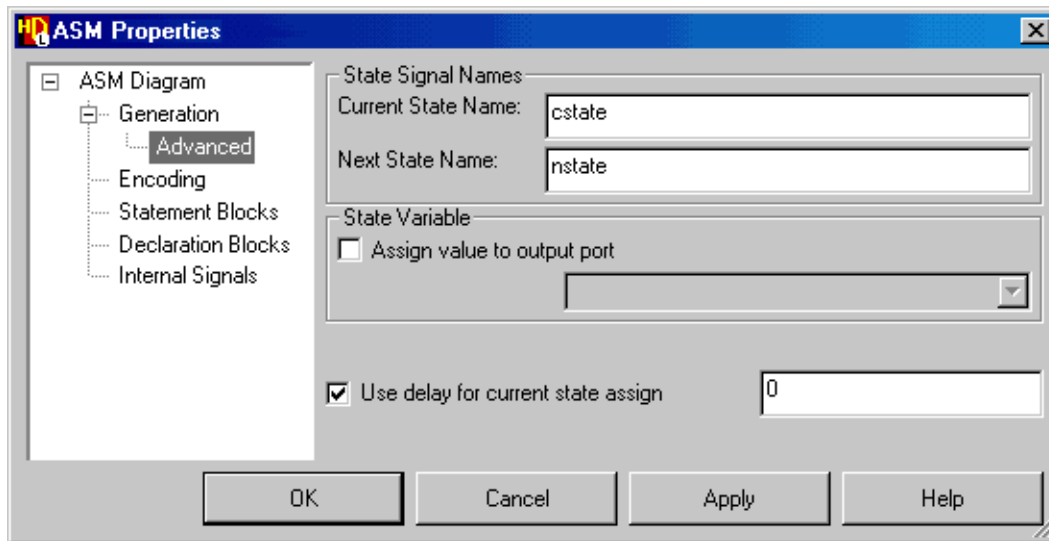 HDL ASM Properties
ASM Diagram
Generation
Advanced
Encoding
Statement Blocks
Declaration Blocks
Internal Signals
State Signal Names
Current State Name: cstate
Next State Name: nstate
State Variable
Assign value to output port
Use delay for current state assign 0
OK Cancel Apply Help